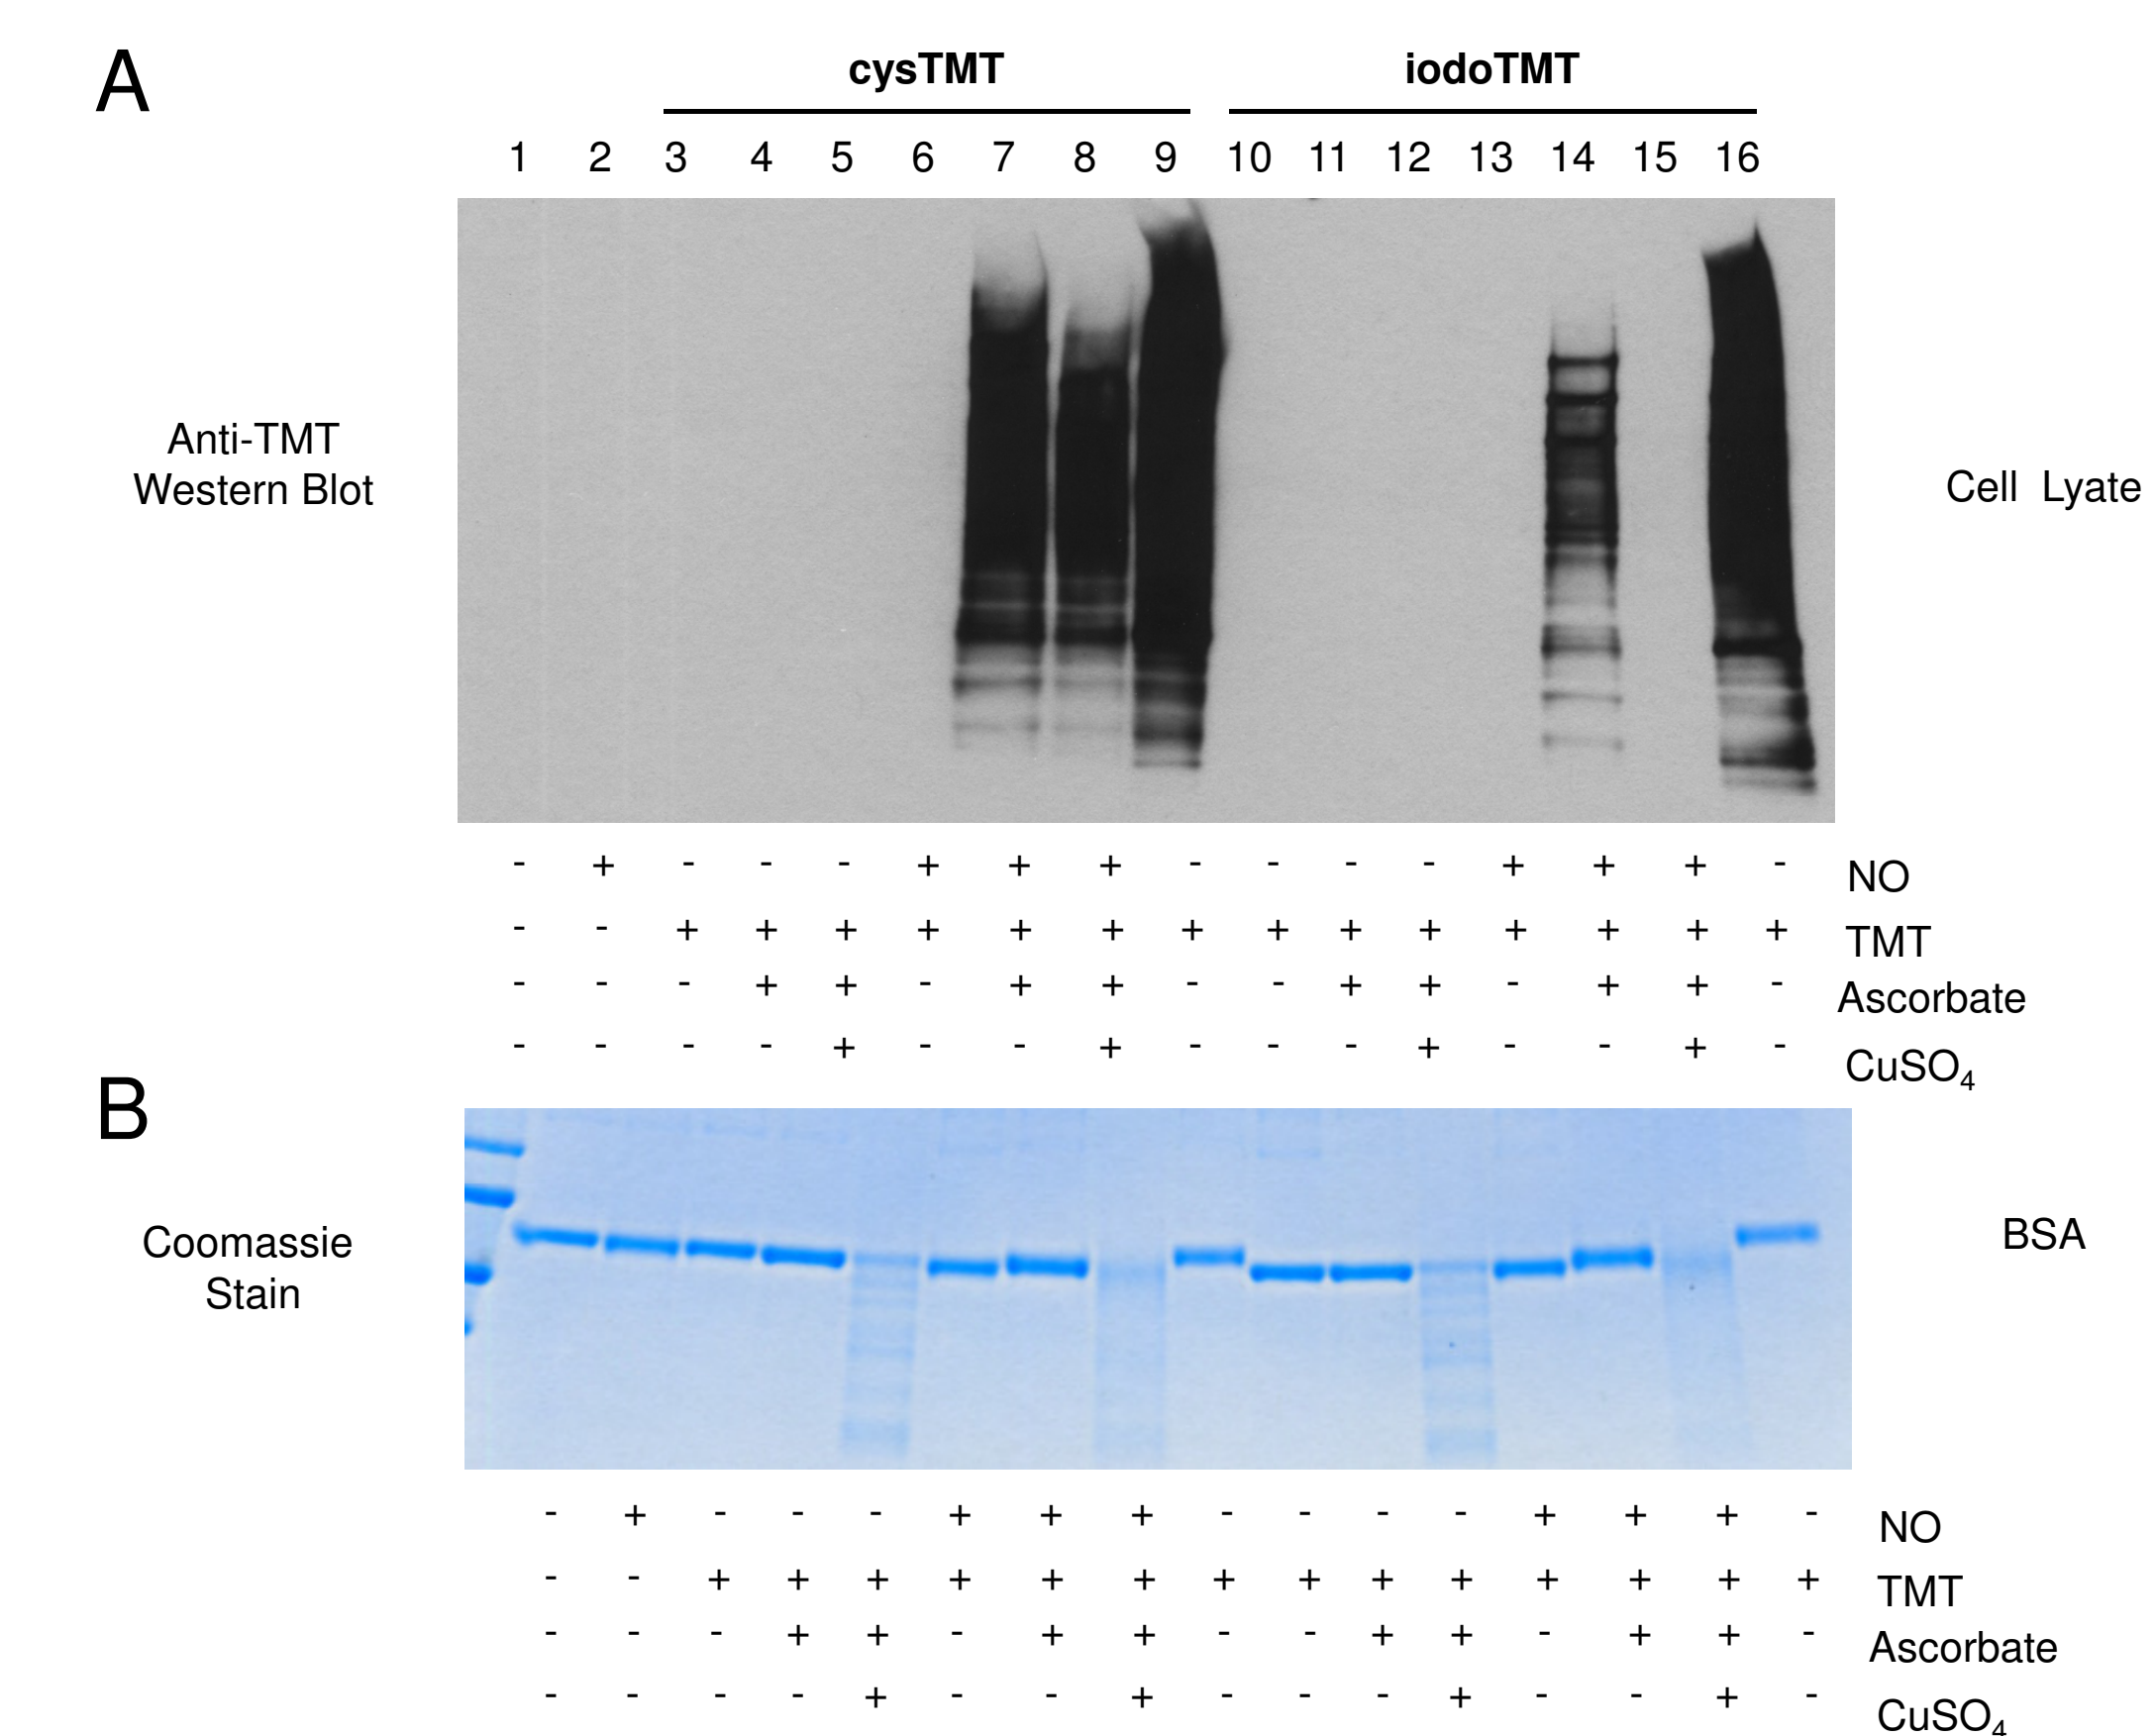 A
cysTMT iodoTMT
1 2 3 4 5 6 7 8 9 10 11 12 13 14 15 16
Anti-TMT
Western Blot
Cell Lyate
- + - - - + + + - - - - + + + - NO
- - + + + + + + + + + + + + + + TMT
- - - + + - + + - - + + - + + - Ascorbate
- - - - + - - + - - - + - - + - CuSO₄
B
Coomassie
Stain
BSA
- + - - - + + + - - - - + + + - NO
- - + + + + + + + + + + + + + + TMT
- - - + + - + + - - + + - + + - Ascorbate
- - - - + - - + - - - + - - + - CuSO₄